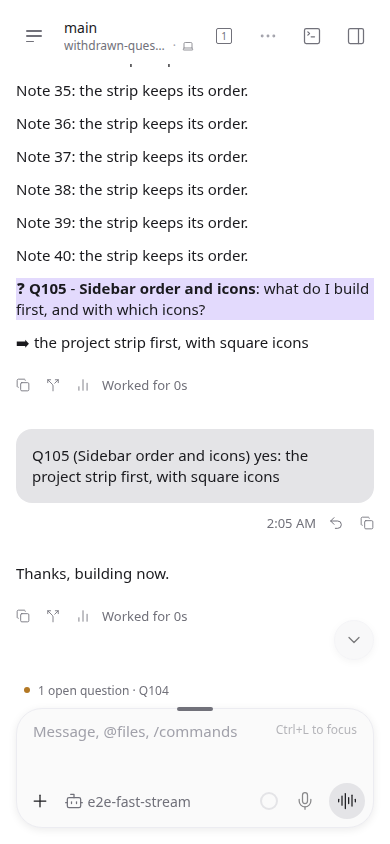 main
withdrawn-ques... ·
1
Note 35: the strip keeps its order.
Note 36: the strip keeps its order.
Note 37: the strip keeps its order.
Note 38: the strip keeps its order.
Note 39: the strip keeps its order.
Note 40: the strip keeps its order.
❓ Q105 - Sidebar order and icons: what do I build
first, and with which icons?
➡ the project strip first, with square icons
Worked for 0s
Q105 (Sidebar order and icons) yes: the
project strip first, with square icons
2:05 AM
Thanks, building now.
Worked for 0s
1 open question · Q104
Message, @files, /commands
Ctrl+L to focus
e2e-fast-stream